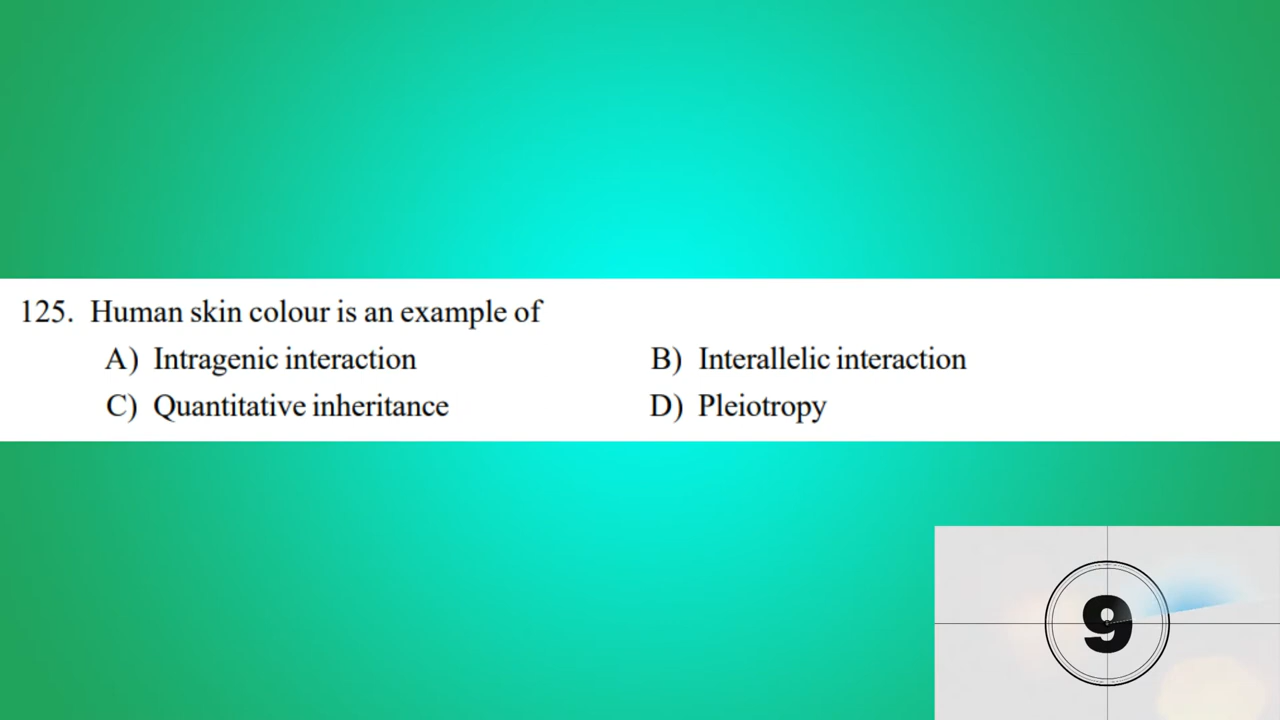 125. Human skin colour is an example of
A) Intragenic interaction B) Interallelic interaction
C) Quantitative inheritance D) Pleiotropy
9